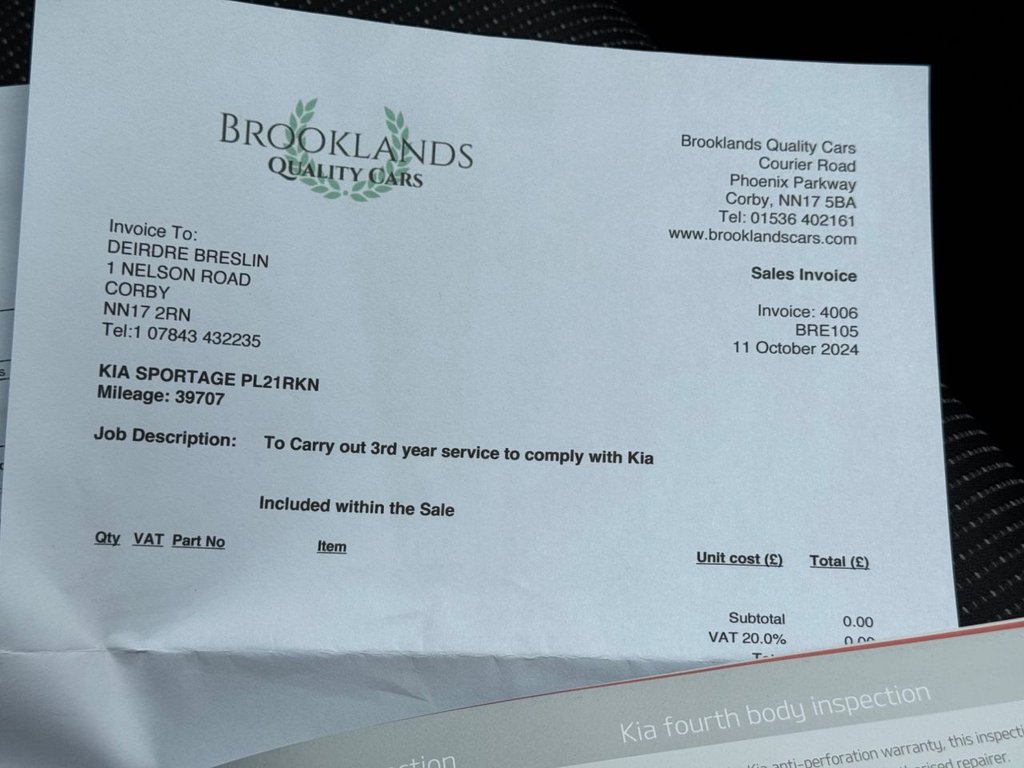 BROOKLANDS
QUALITY CARS
Brooklands Quality Cars
Courier Road
Phoenix Parkway
Corby, NN17 5BA
Tel: 01536 402161
www.brooklandscars.com
Sales Invoice
Invoice: 4006
BRE105
11 October 2024
Invoice To:
DEIRDRE BRESLIN
1 NELSON ROAD
CORBY
NN17 2RN
Tel:1 07843 432235
KIA SPORTAGE PL21RKN
Mileage: 39707
Job Description: To Carry out 3rd year service to comply with Kia
Included within the Sale
Qty VAT Part No Item Unit cost (£) Total (£)
Subtotal 0.00
VAT 20.0% 0.00
Kia fourth body inspection
Kia anti-perforation warranty, this
repairer.